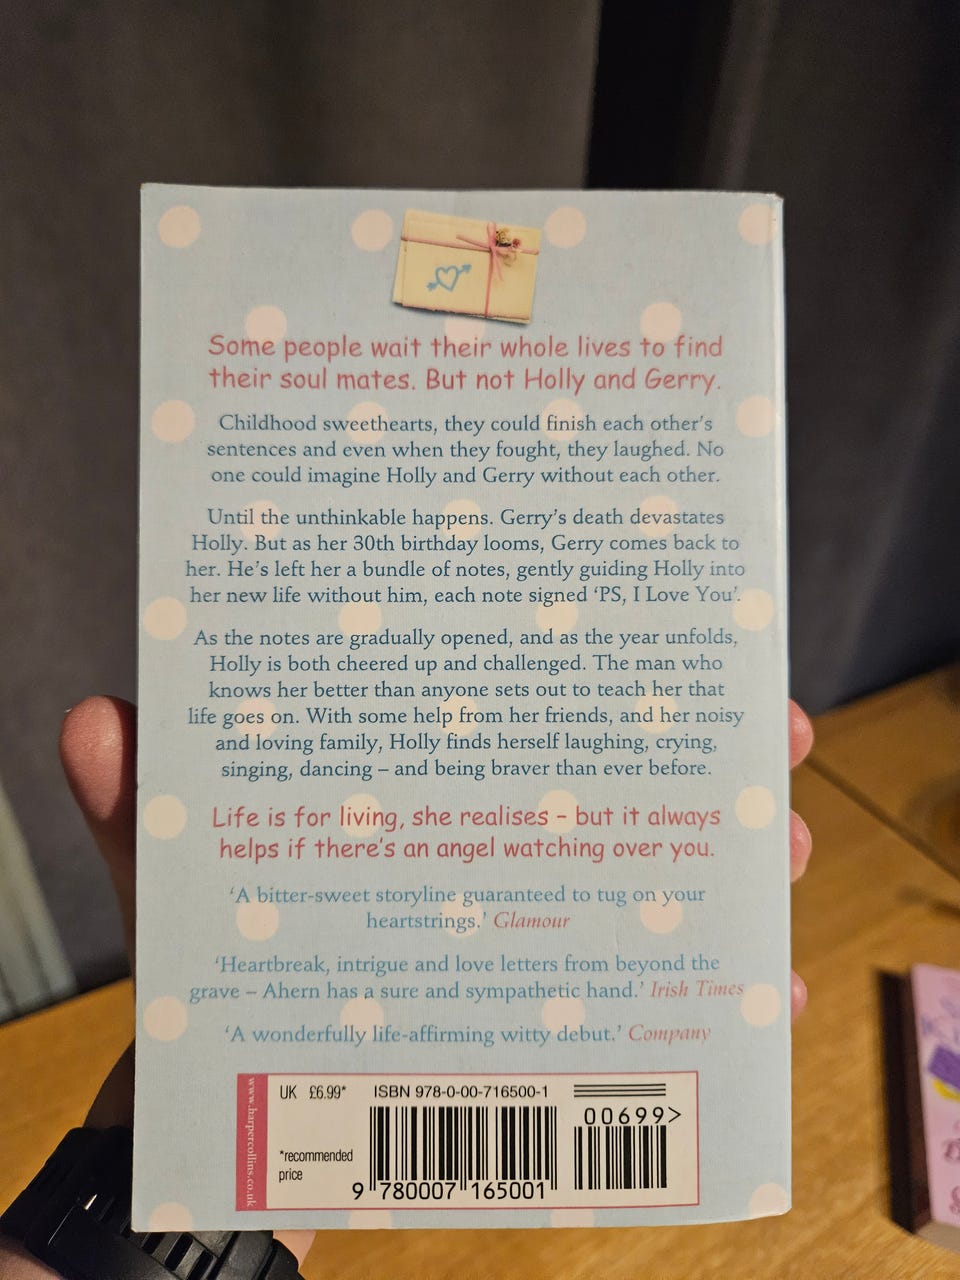 Some people wait their whole lives to find
their soul mates. But not Holly and Gerry.
Childhood sweethearts, they could finish each other's
sentences and even when they fought, they laughed. No
one could imagine Holly and Gerry without each other.
Until the unthinkable happens. Gerry's death devastates
Holly. But as her 30th birthday looms, Gerry comes back to
her. He's left her a bundle of notes, gently guiding Holly into
her new life without him, each note signed 'PS, I Love You'.
As the notes are gradually opened, and as the year unfolds,
Holly is both cheered up and challenged. The man who
knows her better than anyone sets out to teach her that
life goes on. With some help from her friends, and her noisy
and loving family, Holly finds herself laughing, crying,
singing, dancing – and being braver than ever before.
Life is for living, she realises – but it always
helps if there's an angel watching over you.
'A bitter-sweet storyline guaranteed to tug on your
heartstrings.' Glamour
'Heartbreak, intrigue and love letters from beyond the
grave – Ahern has a sure and sympathetic hand.' Irish Times
'A wonderfully life-affirming witty debut.' Company
www.harpercollins.co.uk
UK £6.99*
*recommended
price
ISBN 978-0-00-716500-1
00699>
9 780007 165001